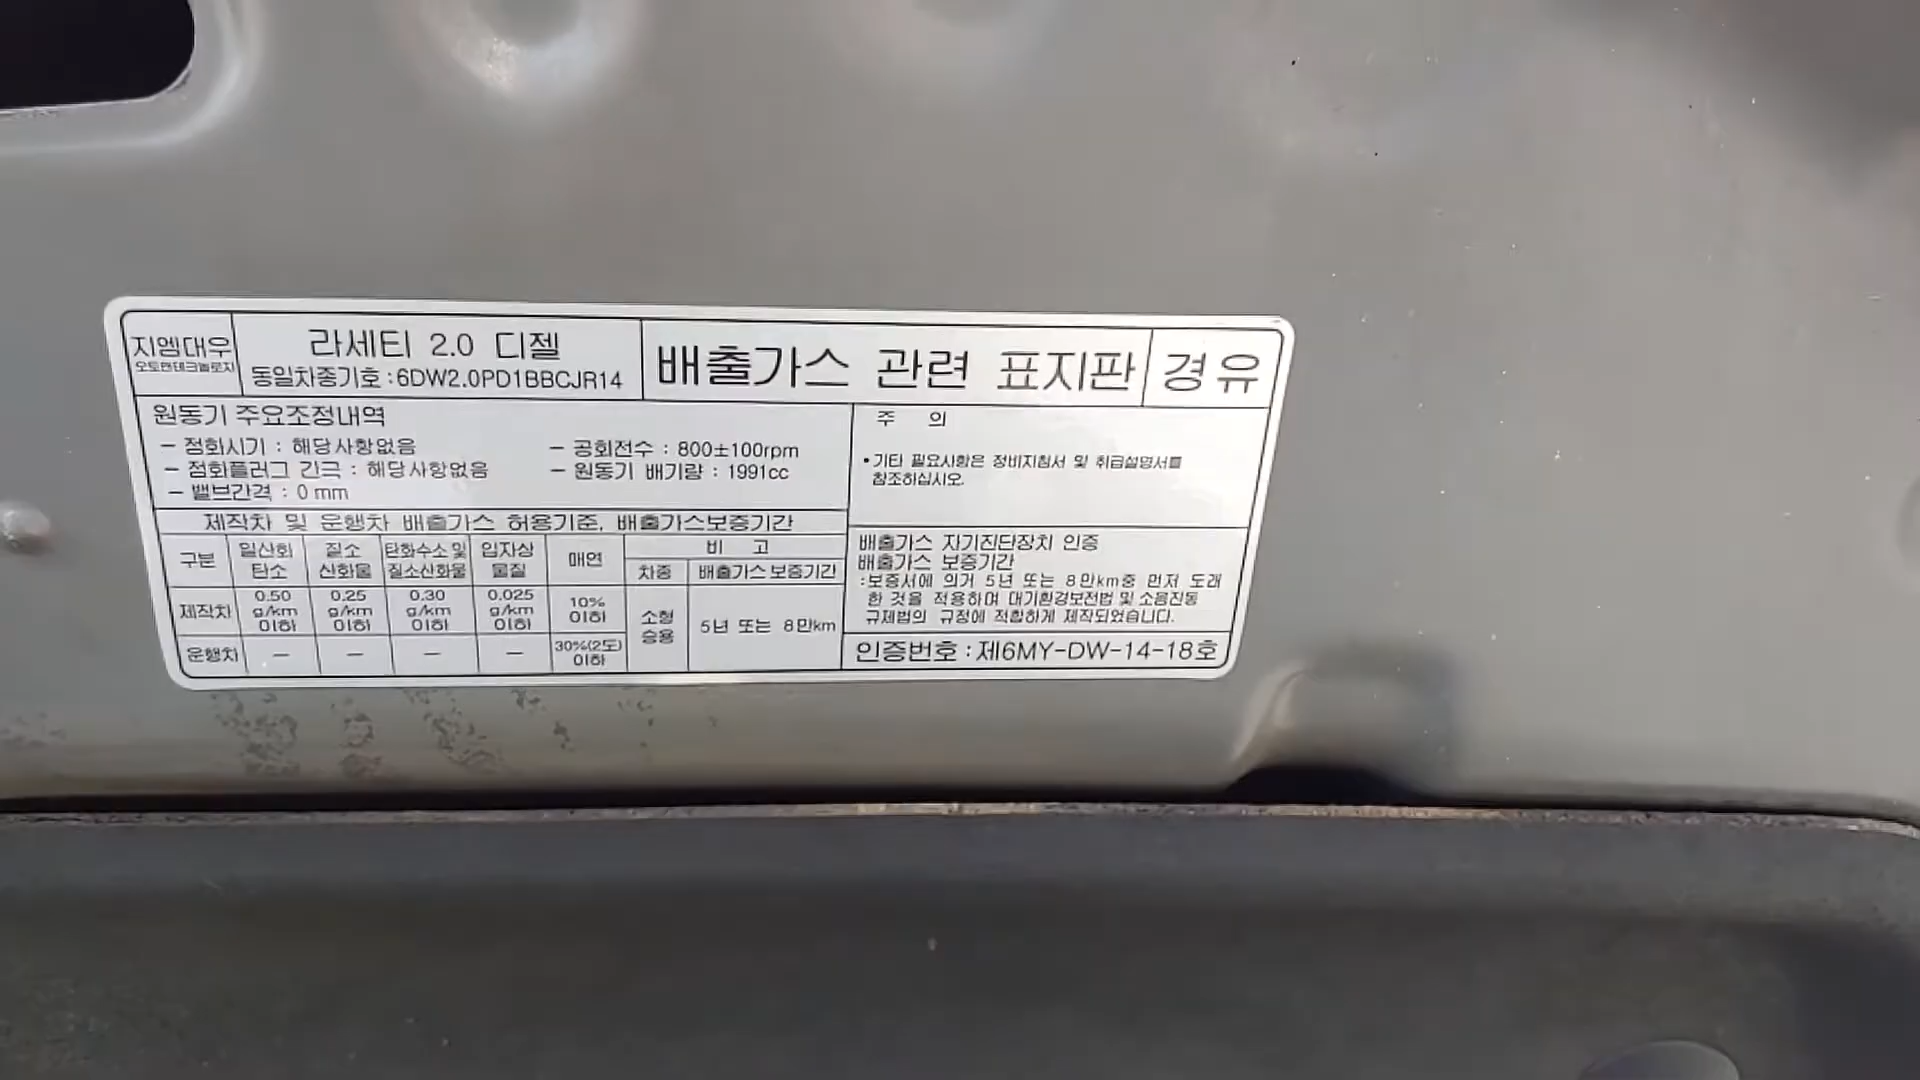 지엠대우
오토앤테크놀로지
라세티 2.0 디젤
동일차종기호 : 6DW2.0PD1BBCJR14
배출가스 관련 표지판
경유
원동기 주요조정내역
- 점화시기 : 해당사항없음
- 점화플러그 간극 : 해당사항없음
- 밸브간격 : 0 mm
- 공회전수 : 800±100rpm
- 원동기 배기량 : 1991cc
주 의
• 기타 필요사항은 정비지침서 및 취급설명서를
참조하십시오.
제작차 및 운행차 배출가스 허용기준, 배출가스보증기간
구분 일산화탄소 질소산화물 탄화수소 및 질소산화물 입자상물질 매연 비 고
차종 배출가스 보증기간
제작차 0.50 g/km 이하 0.25 g/km 이하 0.30 g/km 이하 0.025 g/km 이하 10% 이하 소형 승용 5년 또는 8만km
운행차 - - - - 30%(2도) 이하
배출가스 자기진단장치 인증
배출가스 보증기간
: 보증서에 의거 5년 또는 8만km중 먼저 도래
한 것을 적용하며 대기환경보전법 및 소음진동
규제법의 규정에 적합하게 제작되었습니다.
인증번호 : 제6MY-DW-14-18호